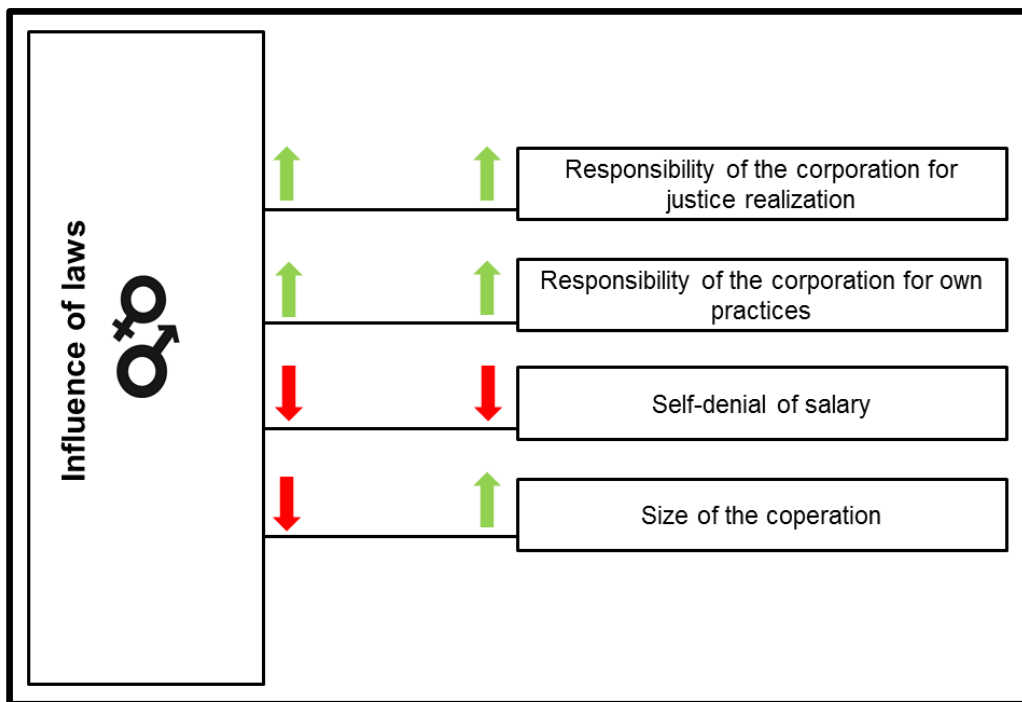 Influence of laws
Responsibility of the corporation for
justice realization
Responsibility of the corporation for own
practices
Self-denial of salary
Size of the coperation